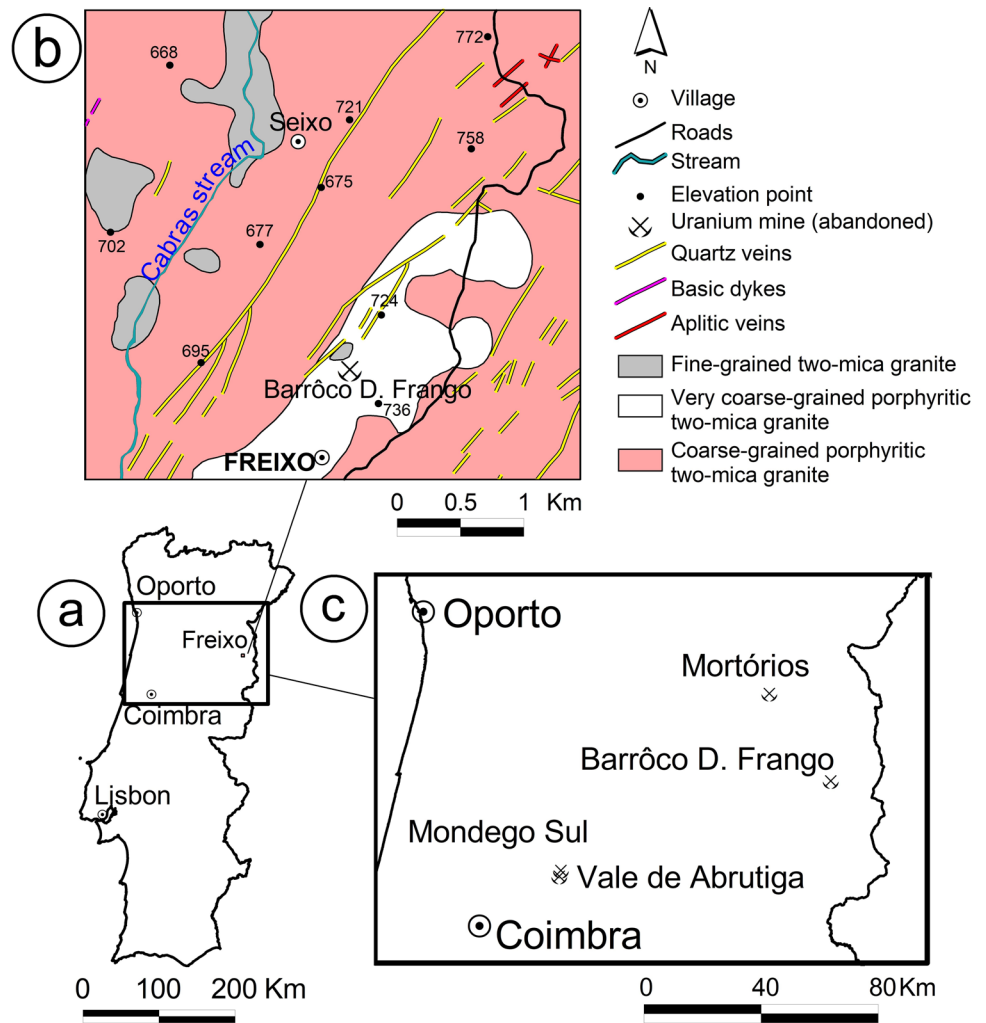 b
668
772
721
Seixo
758
675
Cabras stream
677
702
724
695
Barrôco D. Frango
736
FREIXO
N
Village
Roads
Stream
Elevation point
Uranium mine (abandoned)
Quartz veins
Basic dykes
Aplitic veins
Fine-grained two-mica granite
Very coarse-grained porphyritic
two-mica granite
Coarse-grained porphyritic
two-mica granite
0 0.5 1 Km
a
Oporto
Freixo
Coimbra
Lisbon
0 100 200 Km
c
Oporto
Mortórios
Barrôco D. Frango
Mondego Sul
Vale de Abrutiga
Coimbra
0 40 80 Km